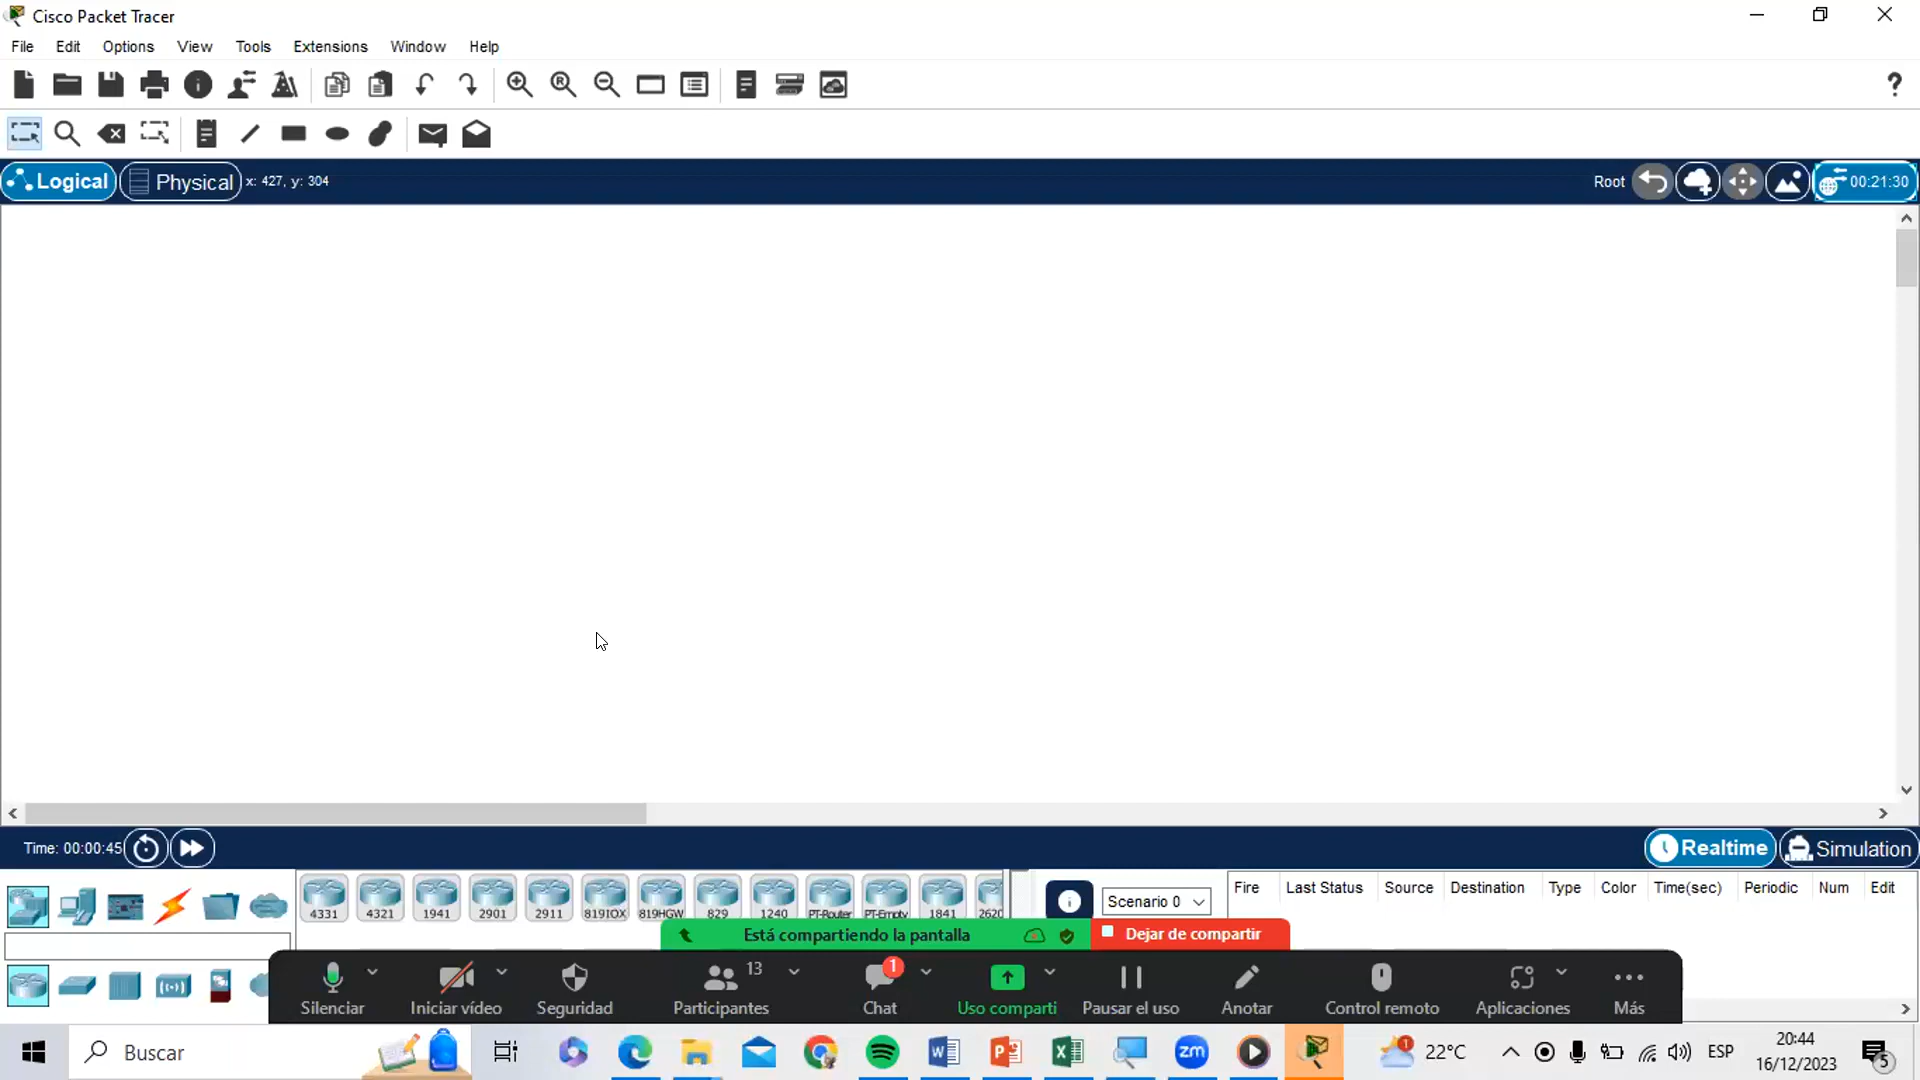 Cisco Packet Tracer
File Edit Options View Tools Extensions Window Help
Logical Physical x: 427, y: 304 Root 00:21:30
Time: 00:00:45 Realtime Simulation
4331 4321 1941 2901 2911 819IOX 819HGW 829 1240 PT-Router PT-Empty 1841 2620
Scenario 0
Fire Last Status Source Destination Type Color Time(sec) Periodic Num Edit
Está compartiendo la pantalla Dejar de compartir
13 1
Silenciar Iniciar vídeo Seguridad Participantes Chat Uso comparti Pausar el uso Anotar Control remoto Aplicaciones Más
Buscar zm 1 22°C ESP 20:44
16/12/2023 5